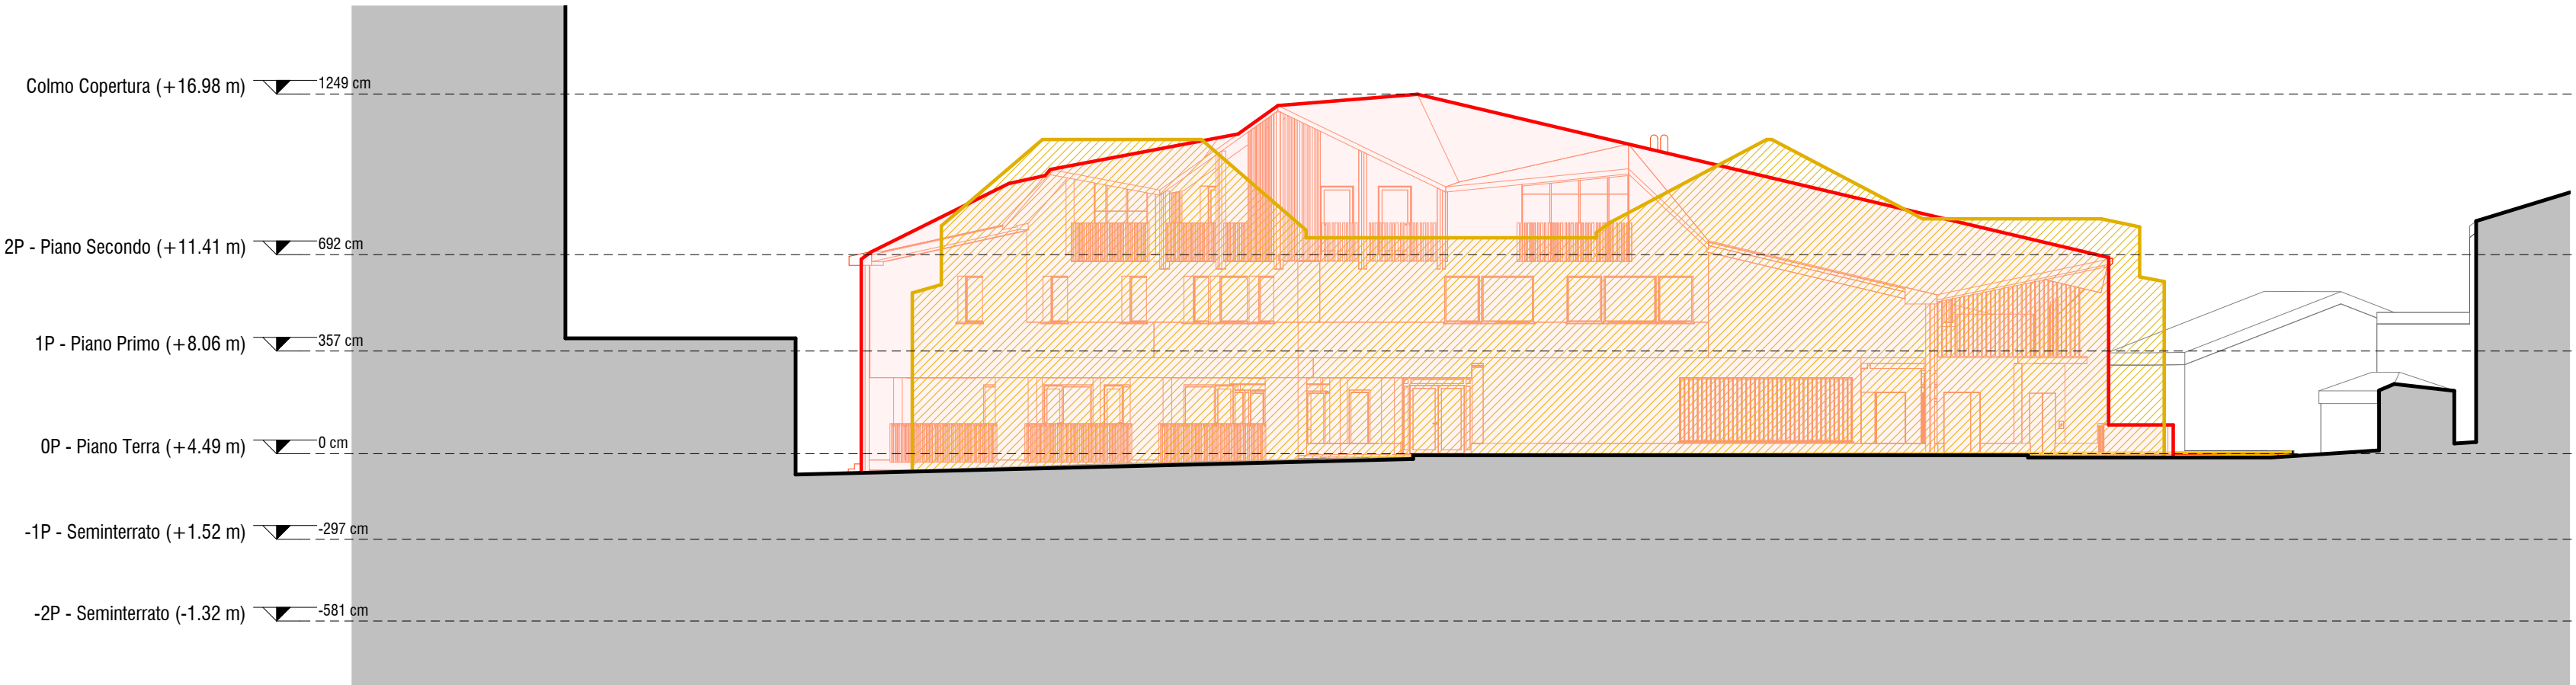 Colmo Copertura (+16.98 m) 1249 cm
2P - Piano Secondo (+11.41 m) 692 cm
1P - Piano Primo (+8.06 m) 357 cm
0P - Piano Terra (+4.49 m) 0 cm
-1P - Seminterrato (+1.52 m) -297 cm
-2P - Seminterrato (-1.32 m) -581 cm